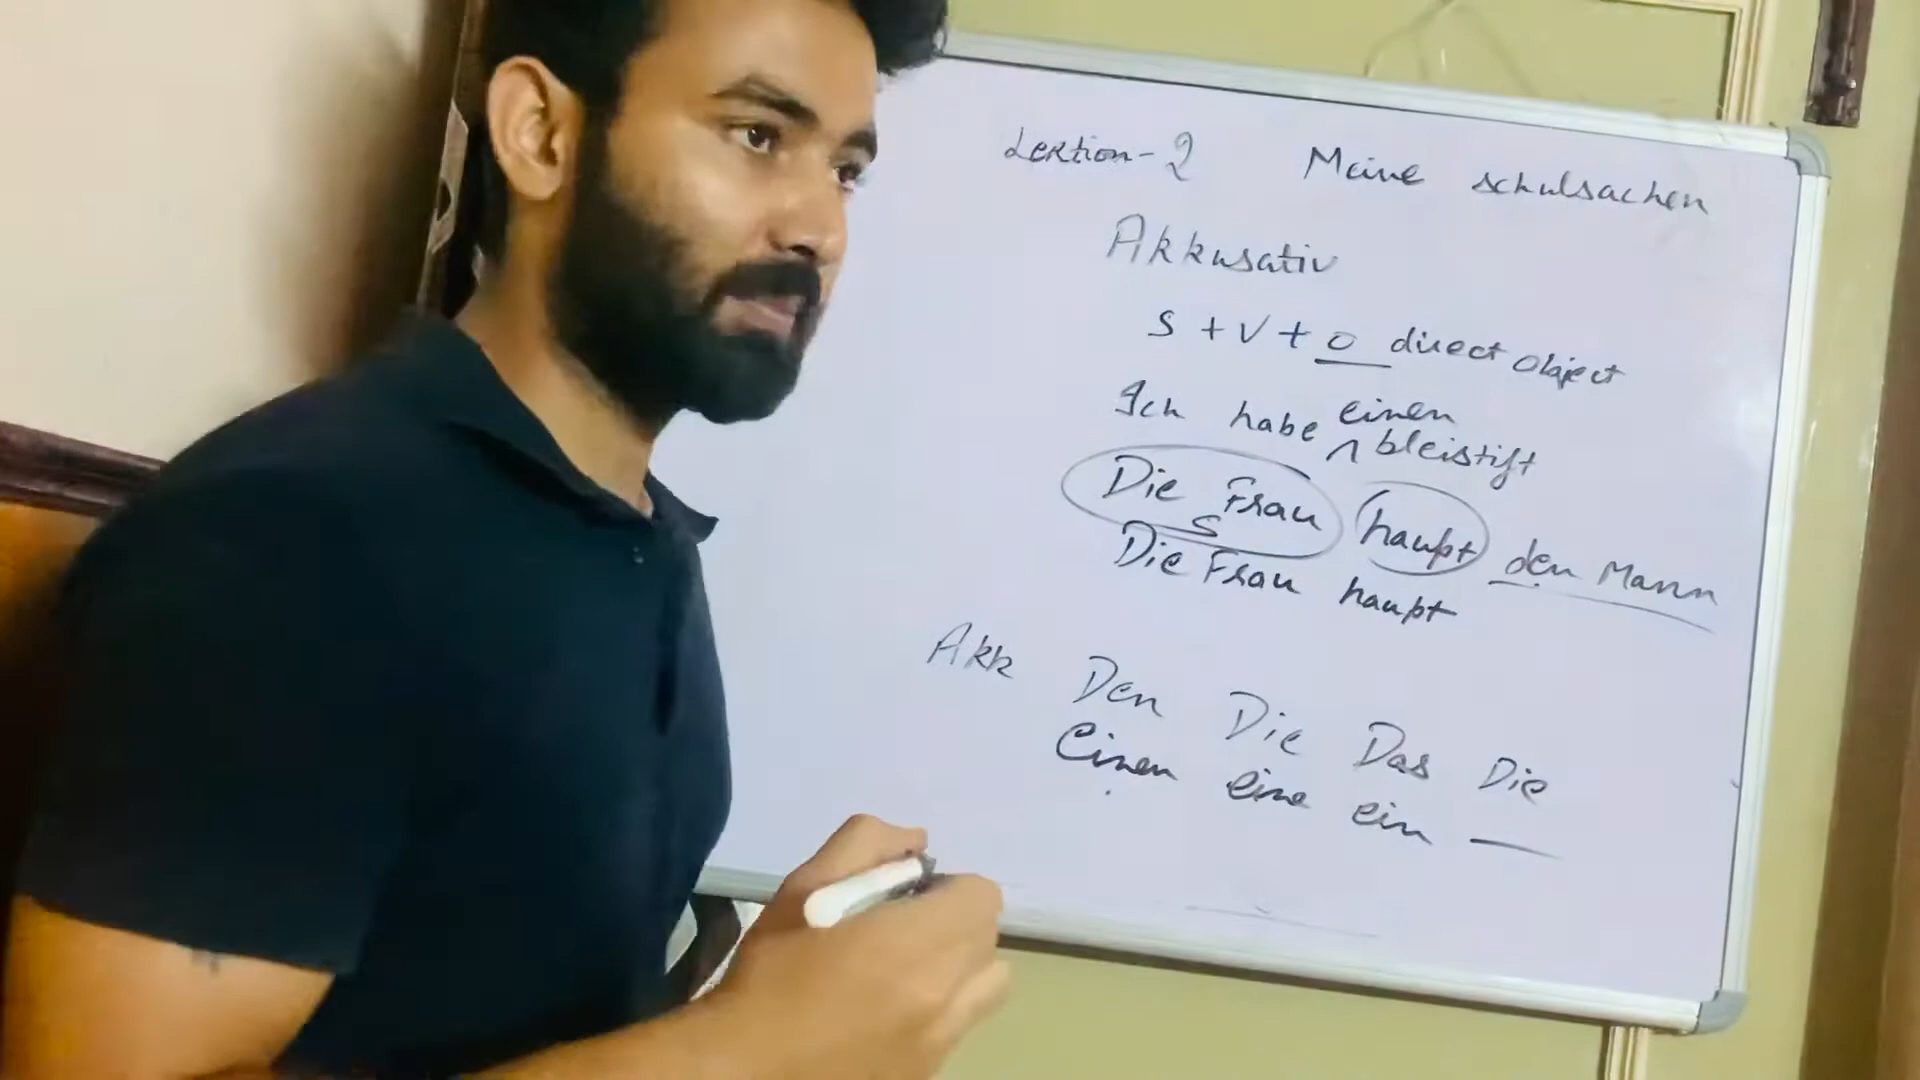 Lektion-2 Meine schulsachen
Akkusativ
S + V + O direct object
Ich habe einen bleistift
Die Frau haupt den Mann
S
Die Frau haupt
Akk Den Die Das Die
Einen eine ein —